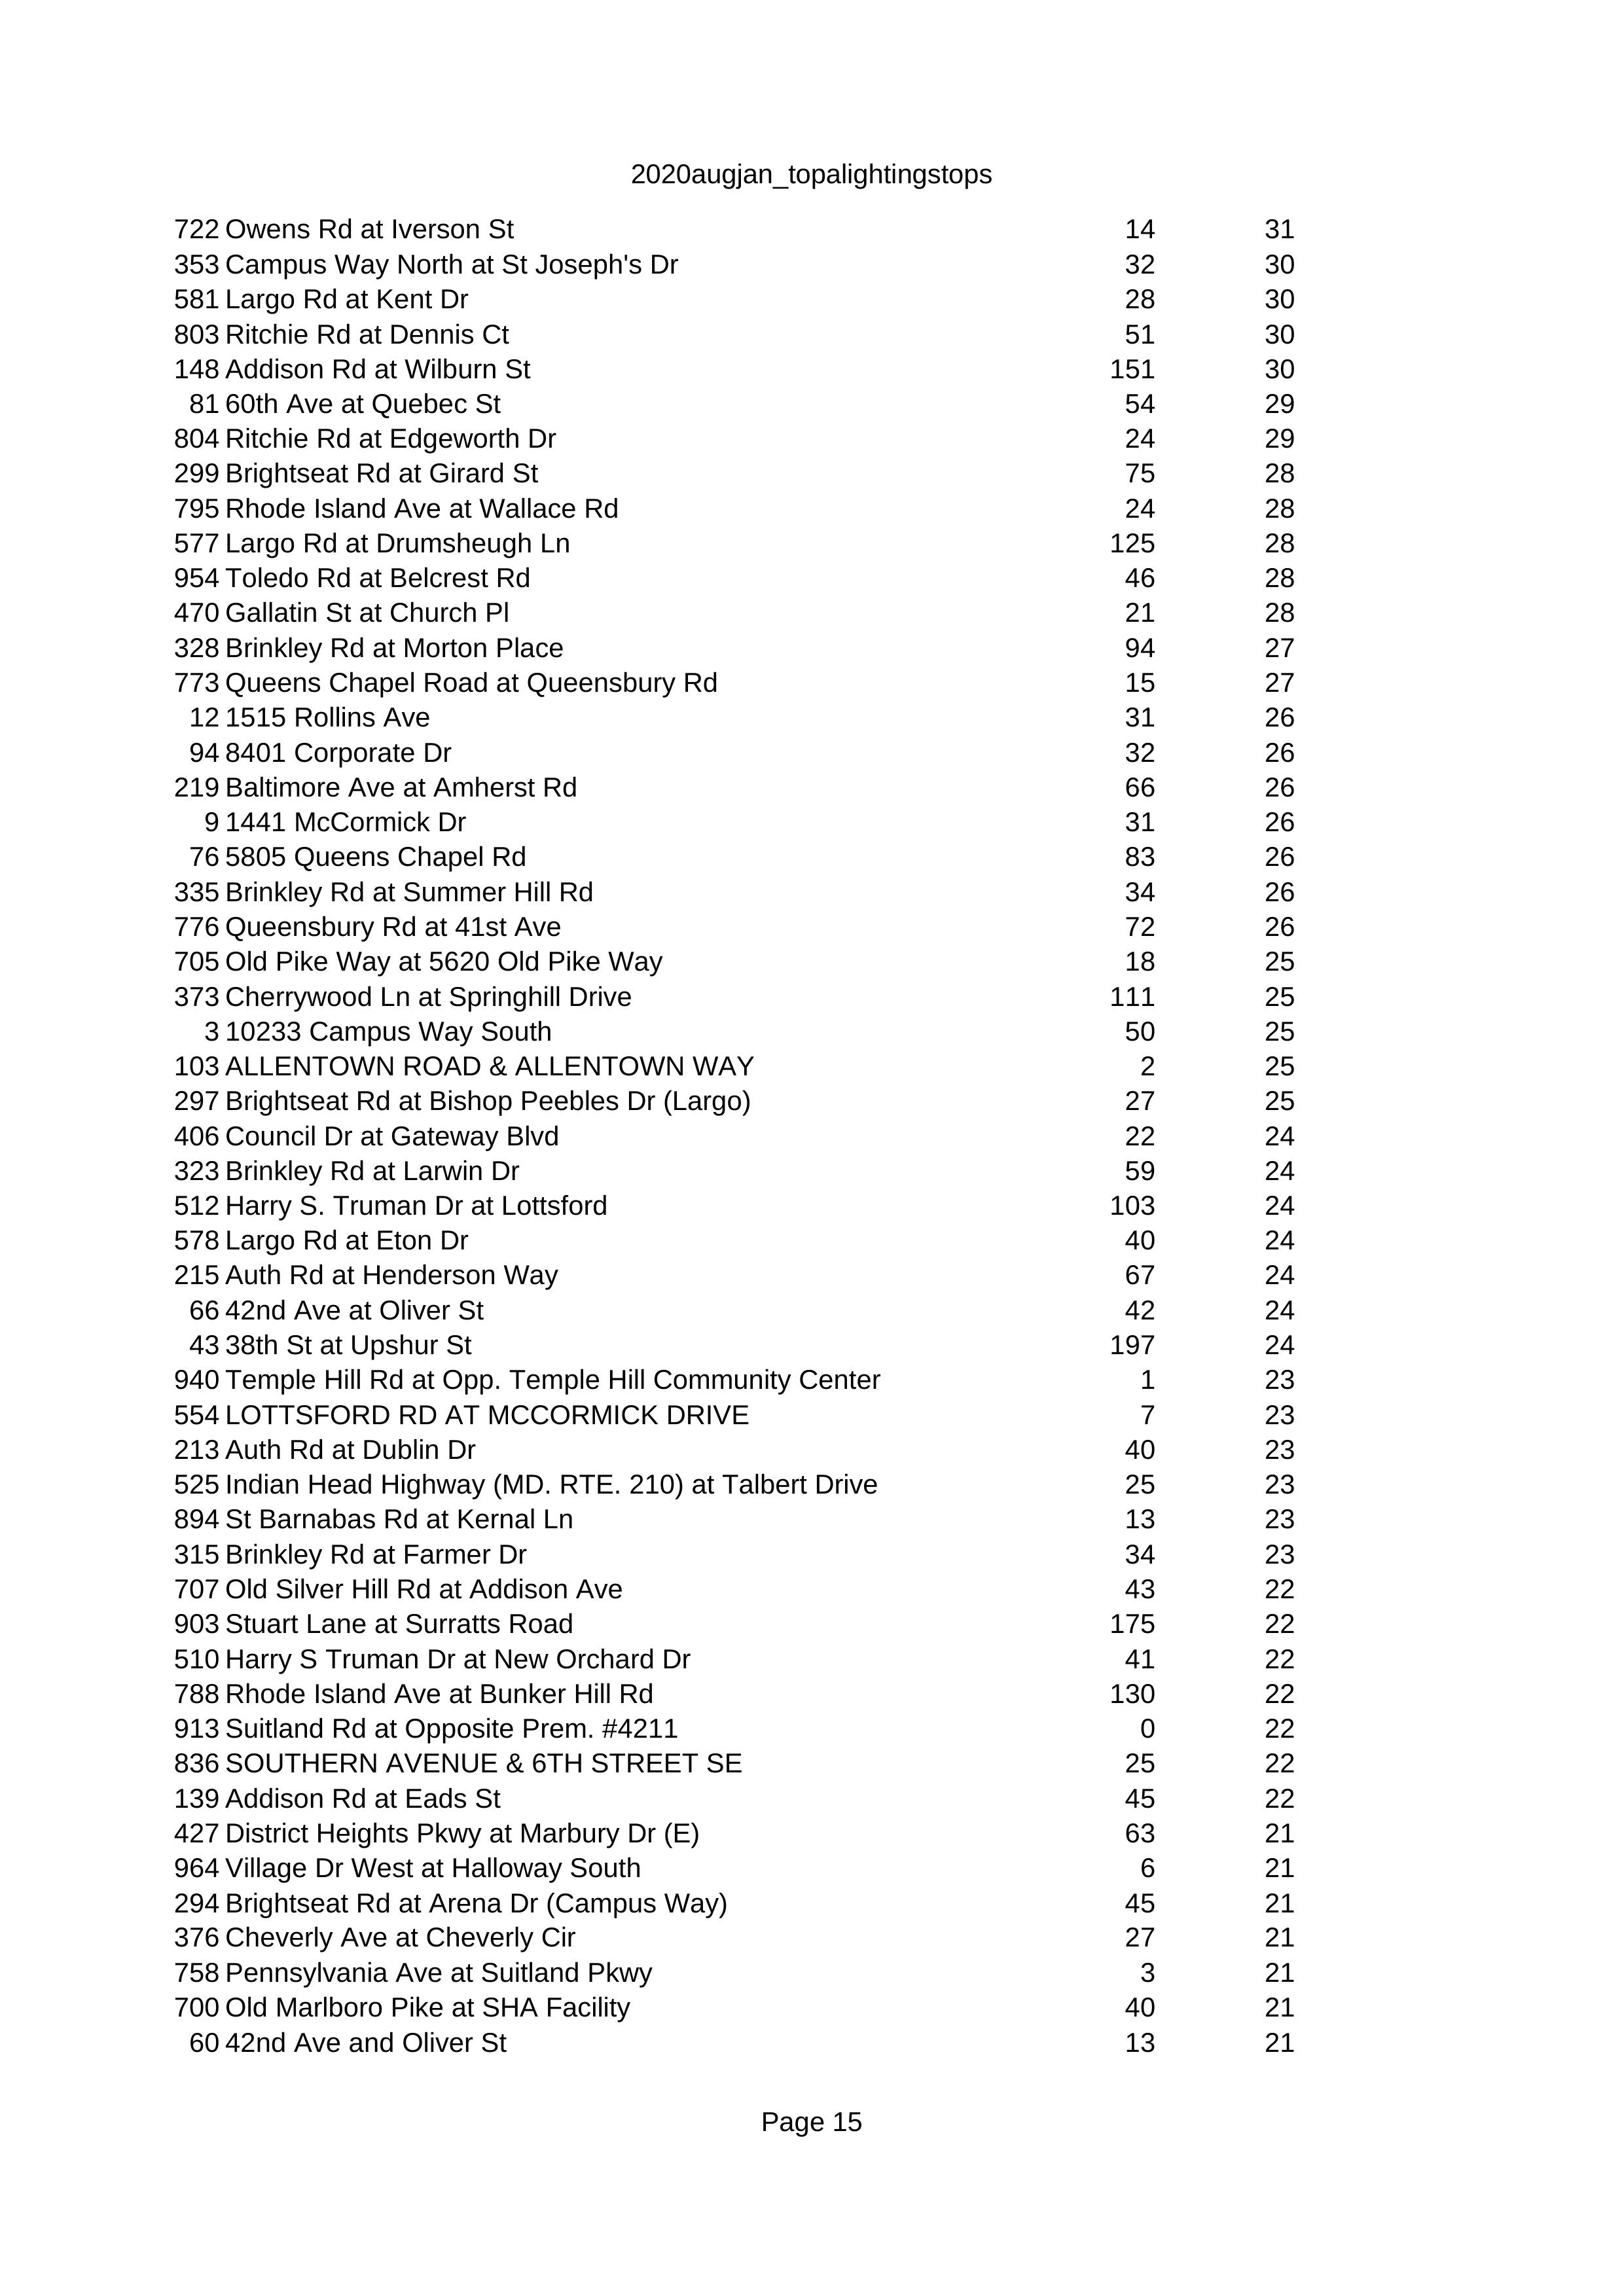 2020augjan_topalightingstops
722 Owens Rd at Iverson St 14 31
353 Campus Way North at St Joseph's Dr 32 30
581 Largo Rd at Kent Dr 28 30
803 Ritchie Rd at Dennis Ct 51 30
148 Addison Rd at Wilburn St 151 30
81 60th Ave at Quebec St 54 29
804 Ritchie Rd at Edgeworth Dr 24 29
299 Brightseat Rd at Girard St 75 28
795 Rhode Island Ave at Wallace Rd 24 28
577 Largo Rd at Drumsheugh Ln 125 28
954 Toledo Rd at Belcrest Rd 46 28
470 Gallatin St at Church Pl 21 28
328 Brinkley Rd at Morton Place 94 27
773 Queens Chapel Road at Queensbury Rd 15 27
12 1515 Rollins Ave 31 26
94 8401 Corporate Dr 32 26
219 Baltimore Ave at Amherst Rd 66 26
9 1441 McCormick Dr 31 26
76 5805 Queens Chapel Rd 83 26
335 Brinkley Rd at Summer Hill Rd 34 26
776 Queensbury Rd at 41st Ave 72 26
705 Old Pike Way at 5620 Old Pike Way 18 25
373 Cherrywood Ln at Springhill Drive 111 25
3 10233 Campus Way South 50 25
103 ALLENTOWN ROAD & ALLENTOWN WAY 2 25
297 Brightseat Rd at Bishop Peebles Dr (Largo) 27 25
406 Council Dr at Gateway Blvd 22 24
323 Brinkley Rd at Larwin Dr 59 24
512 Harry S. Truman Dr at Lottsford 103 24
578 Largo Rd at Eton Dr 40 24
215 Auth Rd at Henderson Way 67 24
66 42nd Ave at Oliver St 42 24
43 38th St at Upshur St 197 24
940 Temple Hill Rd at Opp. Temple Hill Community Center 1 23
554 LOTTSFORD RD AT MCCORMICK DRIVE 7 23
213 Auth Rd at Dublin Dr 40 23
525 Indian Head Highway (MD. RTE. 210) at Talbert Drive 25 23
894 St Barnabas Rd at Kernal Ln 13 23
315 Brinkley Rd at Farmer Dr 34 23
707 Old Silver Hill Rd at Addison Ave 43 22
903 Stuart Lane at Surratts Road 175 22
510 Harry S Truman Dr at New Orchard Dr 41 22
788 Rhode Island Ave at Bunker Hill Rd 130 22
913 Suitland Rd at Opposite Prem. #4211 0 22
836 SOUTHERN AVENUE & 6TH STREET SE 25 22
139 Addison Rd at Eads St 45 22
427 District Heights Pkwy at Marbury Dr (E) 63 21
964 Village Dr West at Halloway South 6 21
294 Brightseat Rd at Arena Dr (Campus Way) 45 21
376 Cheverly Ave at Cheverly Cir 27 21
758 Pennsylvania Ave at Suitland Pkwy 3 21
700 Old Marlboro Pike at SHA Facility 40 21
60 42nd Ave and Oliver St 13 21
Page 15